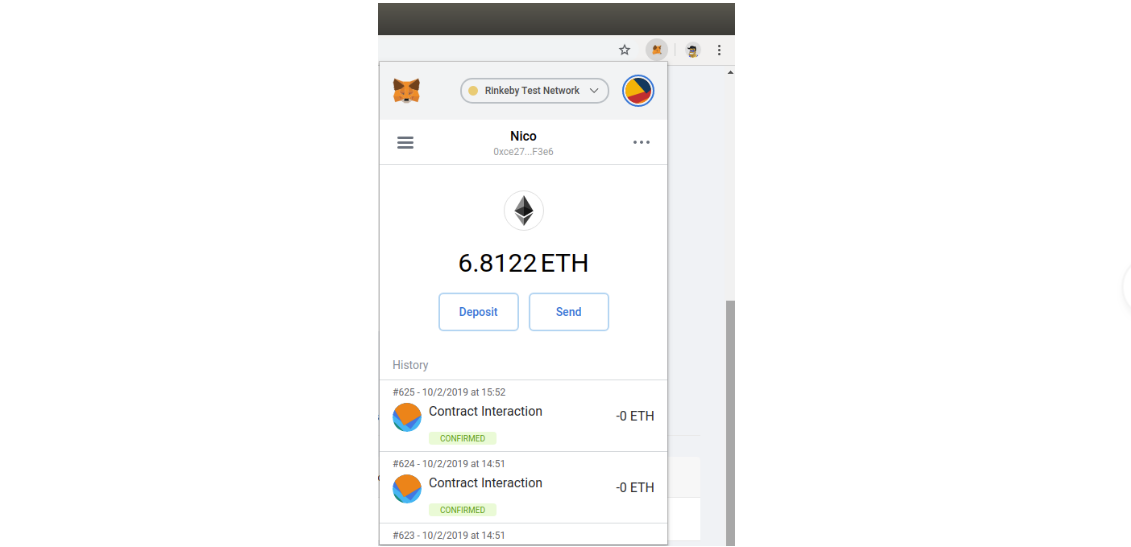 Rinkeby Test Network
Nico
0xce27...F3e6
6.8122 ETH
Deposit
Send
History
#625 - 10/2/2019 at 15:52
Contract Interaction
-0 ETH
CONFIRMED
#624 - 10/2/2019 at 14:51
Contract Interaction
-0 ETH
CONFIRMED
#623 - 10/2/2019 at 14:51